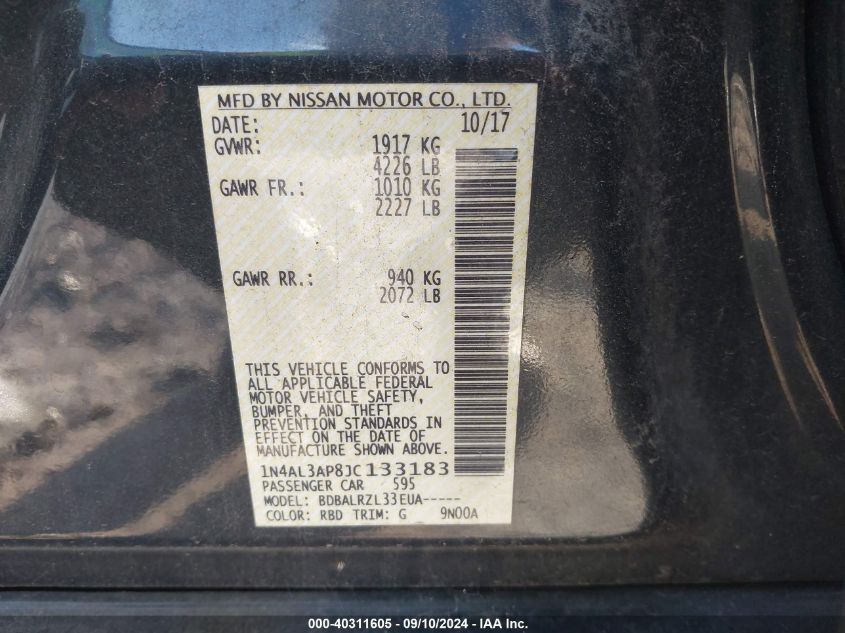 MFD BY NISSAN MOTOR CO., LTD.
DATE: 10/17
GVWR: 1917 KG
4226 LB
GAWR FR.: 1010 KG
2227 LB
GAWR RR.: 940 KG
2072 LB
THIS VEHICLE CONFORMS TO
ALL APPLICABLE FEDERAL
MOTOR VEHICLE SAFETY,
BUMPER, AND THEFT
PREVENTION STANDARDS IN
EFFECT ON THE DATE OF
MANUFACTURE SHOWN ABOVE.
1N4AL3AP8JC133183
PASSENGER CAR 595
MODEL: BDBALRZL33EUA-----
COLOR: RBD TRIM: G 9N00A
000-40311605 - 09/10/2024 - IAA, Inc.